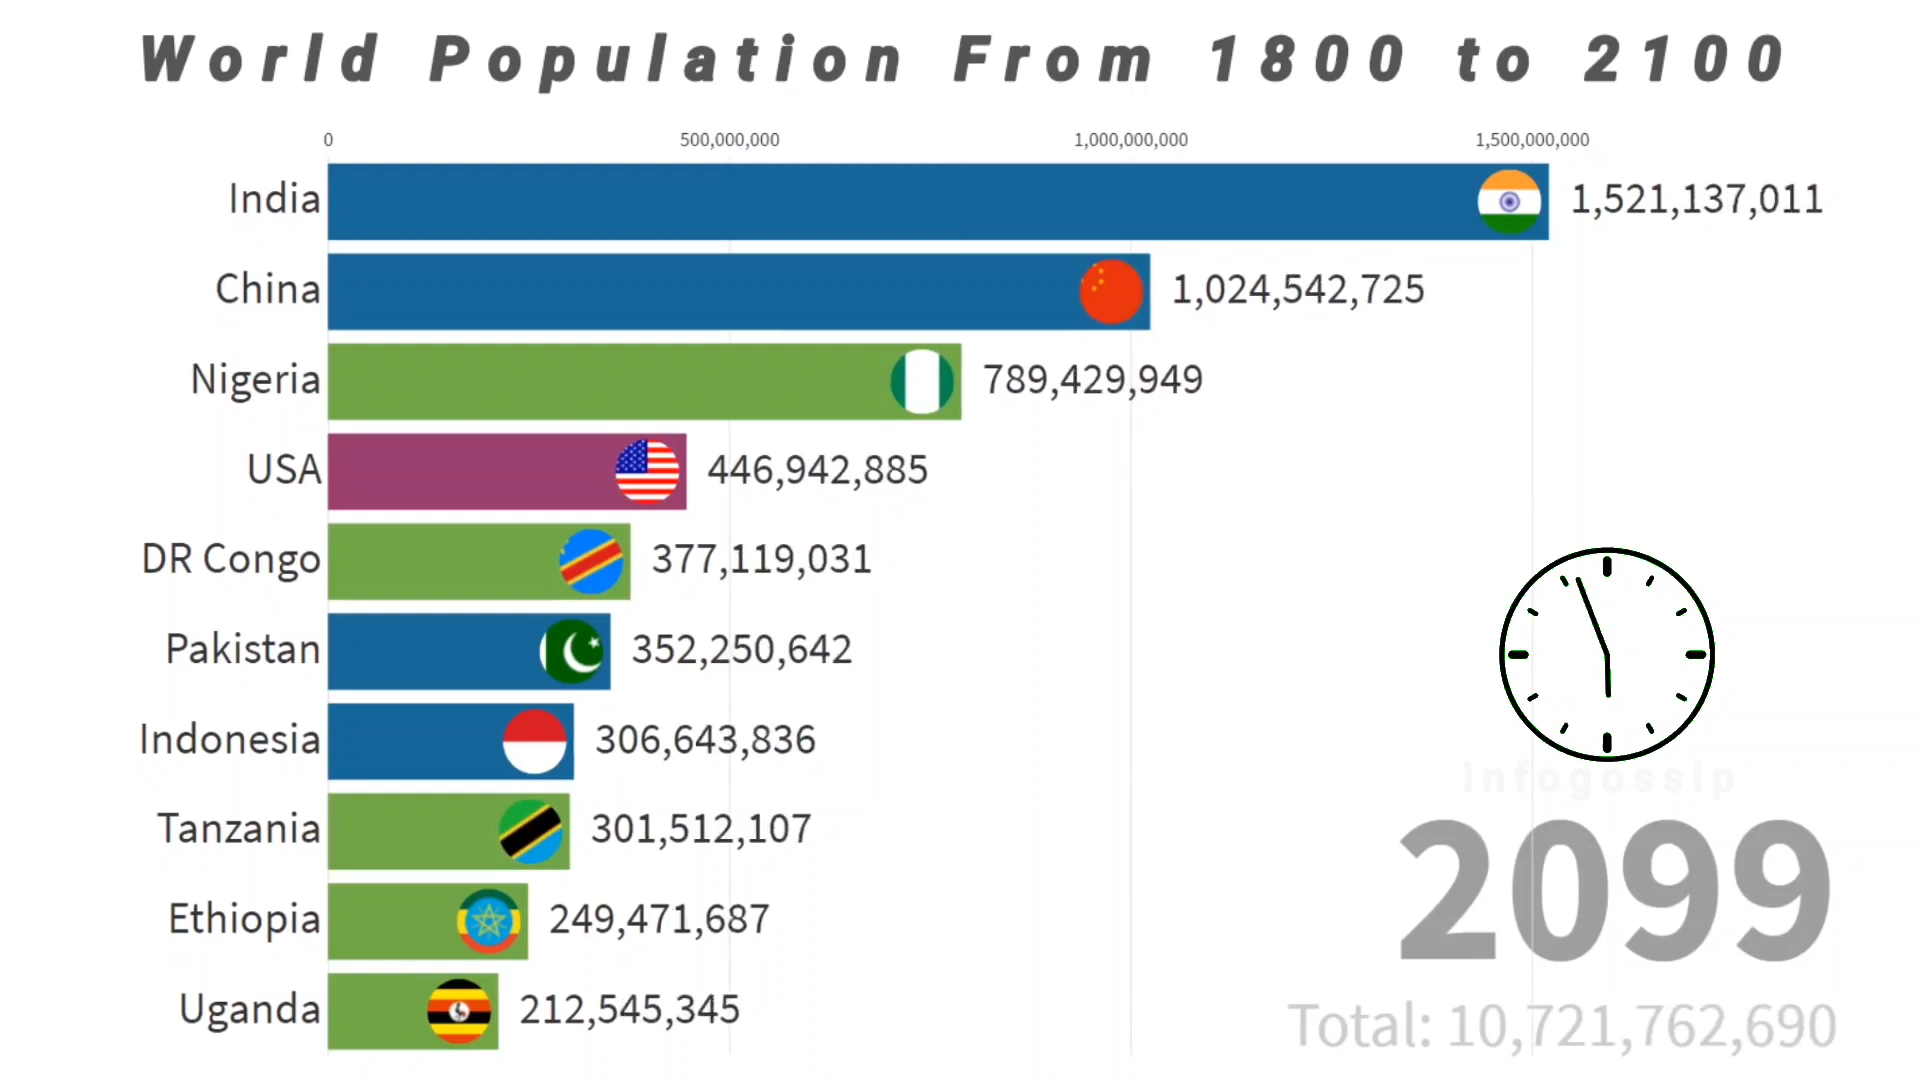 World Population From 1800 to 2100
0 500,000,000 1,000,000,000 1,500,000,000
India 1,521,137,011
China 1,024,542,725
Nigeria 789,429,949
USA 446,942,885
DR Congo 377,119,031
Pakistan 352,250,642
Indonesia 306,643,836
Infogossip
Tanzania 301,512,107
2099
Ethiopia 249,471,687
Uganda 212,545,345
Total: 10,721,762,690